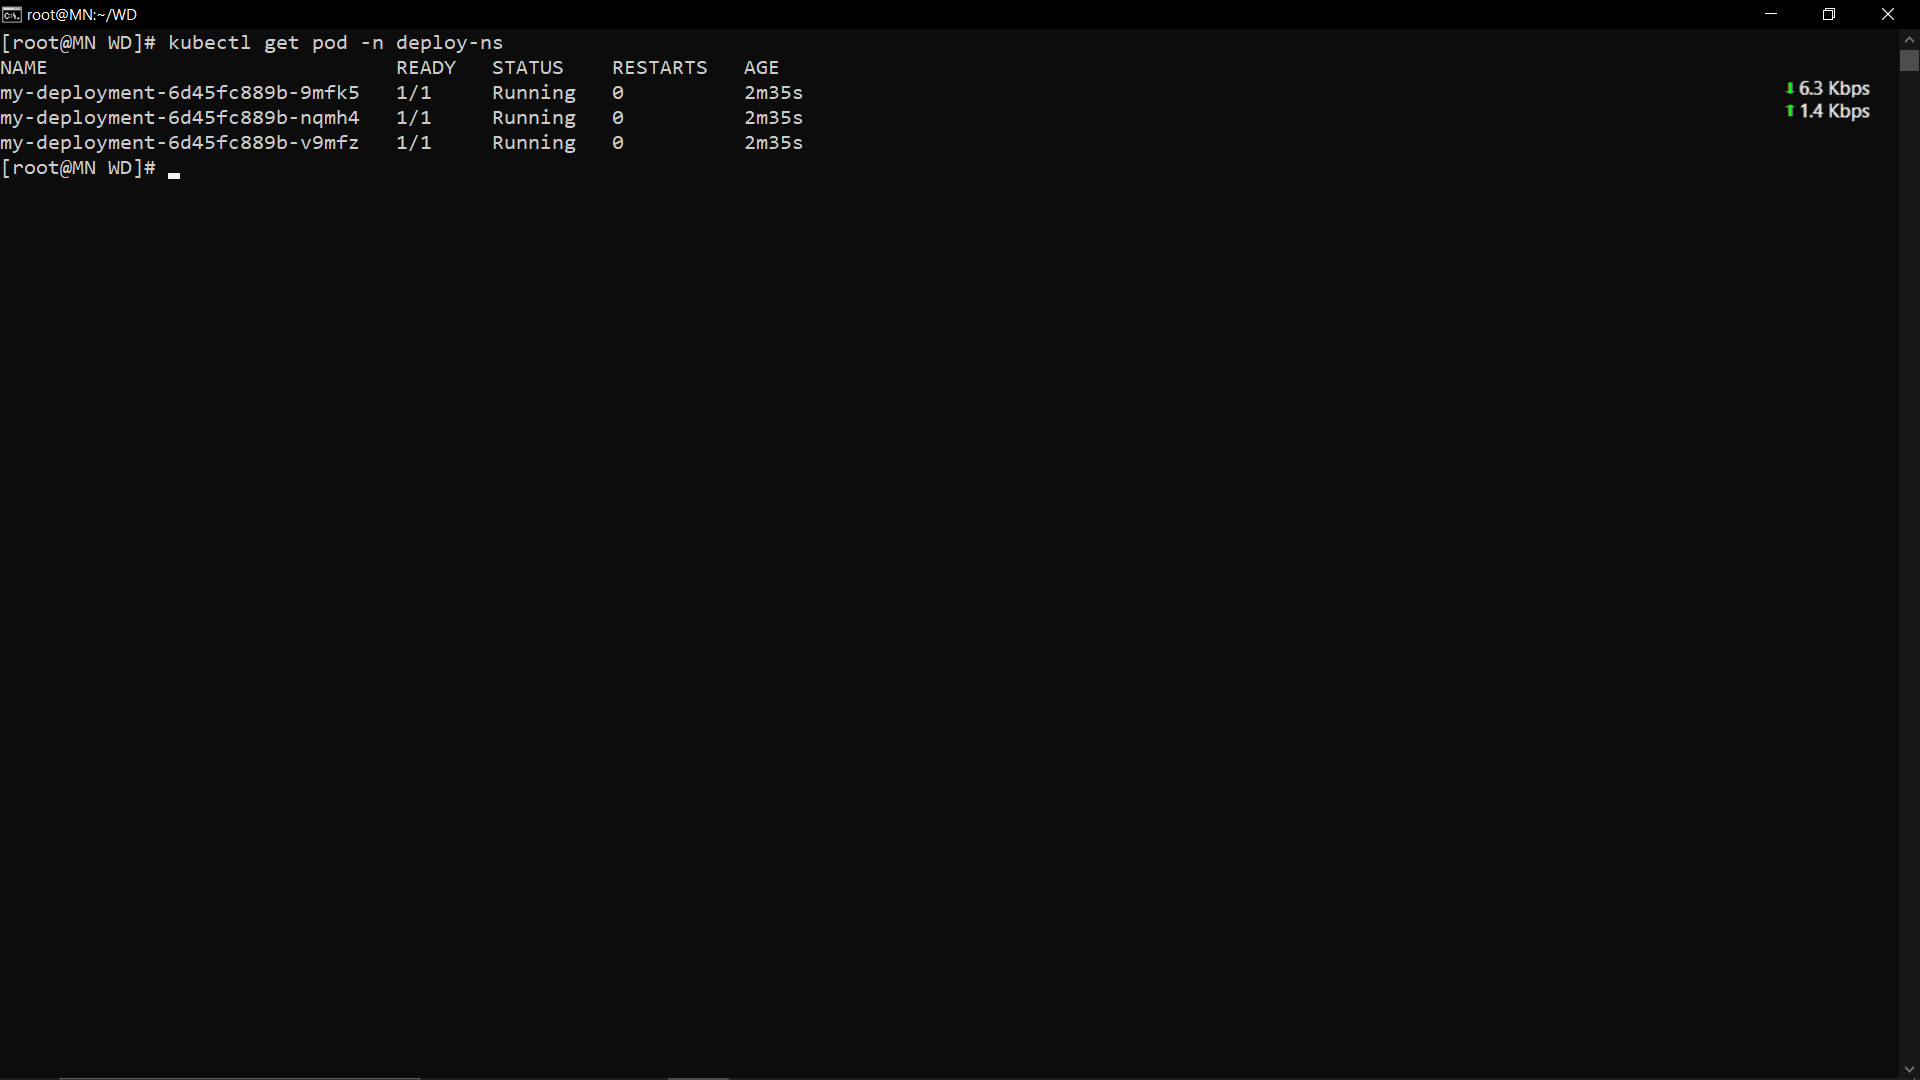 root@MN:~/WD
[root@MN WD]# kubectl get pod -n deploy-ns
NAME                             READY   STATUS    RESTARTS   AGE
my-deployment-6d45fc889b-9mfk5   1/1     Running   0          2m35s
my-deployment-6d45fc889b-nqmh4   1/1     Running   0          2m35s
my-deployment-6d45fc889b-v9mfz   1/1     Running   0          2m35s
[root@MN WD]#
6.3 Kbps
1.4 Kbps